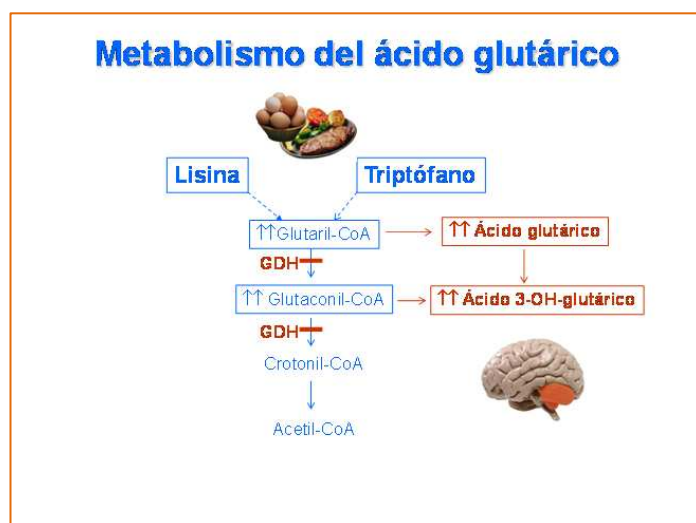 Metabolismo del ácido glutárico
Lisina
Triptófano
↑↑Glutaril-CoA
↑↑ Ácido glutárico
GDH
↑↑ Glutaconil-CoA
↑↑ Ácido 3-OH-glutárico
GDH
Crotonil-CoA
Acetil-CoA